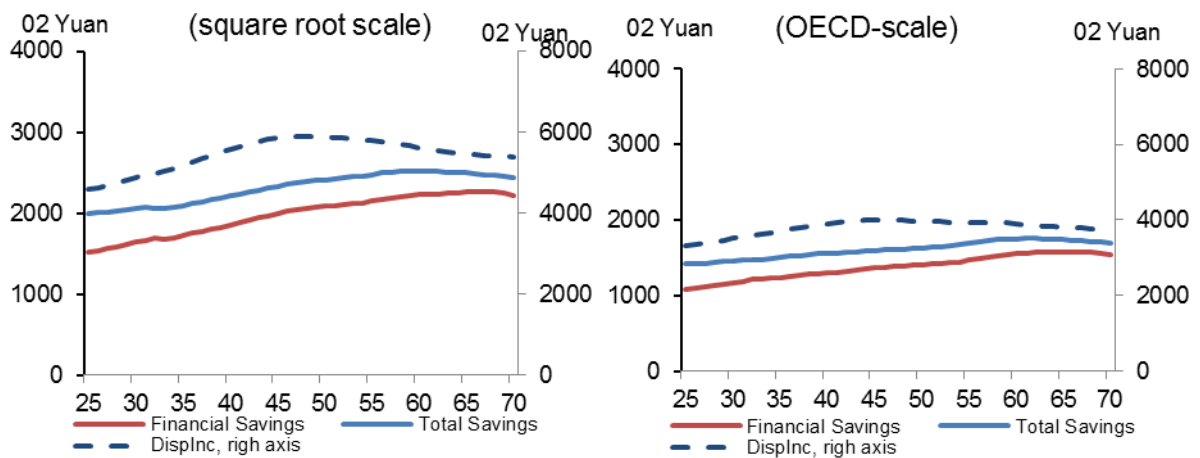 02 Yuan (square root scale) 02 Yuan
4000 8000
3000 6000
2000 4000
1000 2000
0 0
25 30 35 40 45 50 55 60 65 70
Financial Savings Total Savings
DispInc, righ axis
02 Yuan (OECD-scale) 02 Yuan
4000 8000
3000 6000
2000 4000
1000 2000
0 0
25 30 35 40 45 50 55 60 65 70
Financial Savings Total Savings
DispInc, righ axis